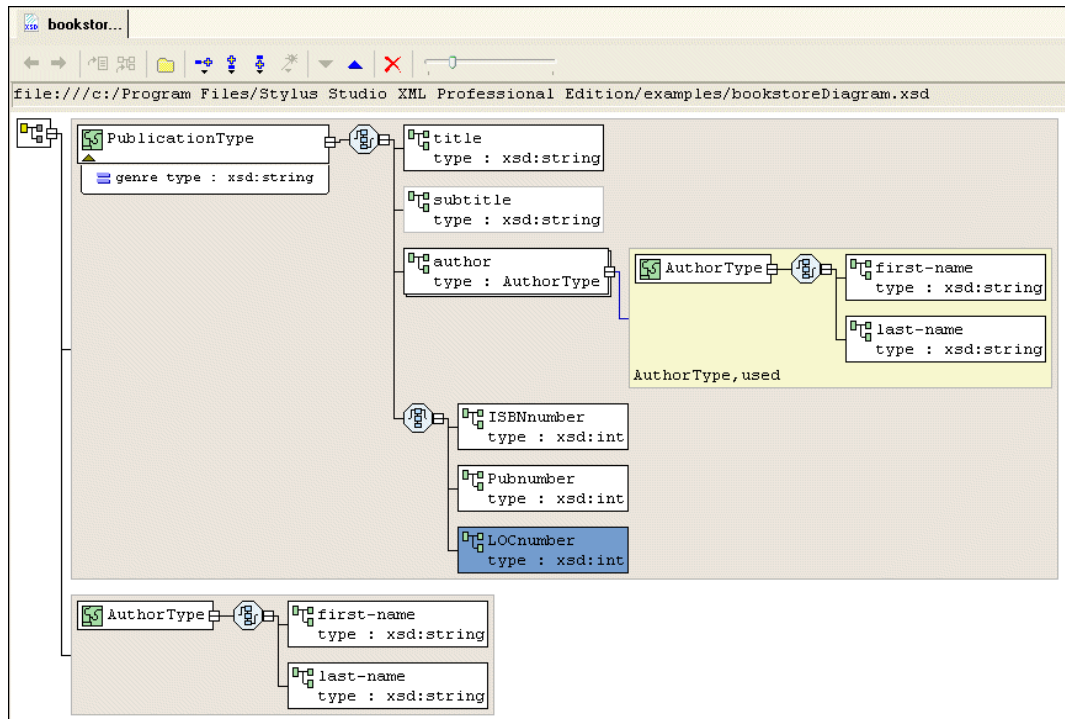 XSD bookstor...
file:///c:/Program Files/Stylus Studio XML Professional Edition/examples/bookstoreDiagram.xsd
PublicationType
genre type : xsd:string
title
type : xsd:string
subtitle
type : xsd:string
author
type : AuthorType
AuthorType
first-name
type : xsd:string
last-name
type : xsd:string
AuthorType,used
ISBNnumber
type : xsd:int
Pubnumber
type : xsd:int
LOCnumber
type : xsd:int
AuthorType
first-name
type : xsd:string
last-name
type : xsd:string